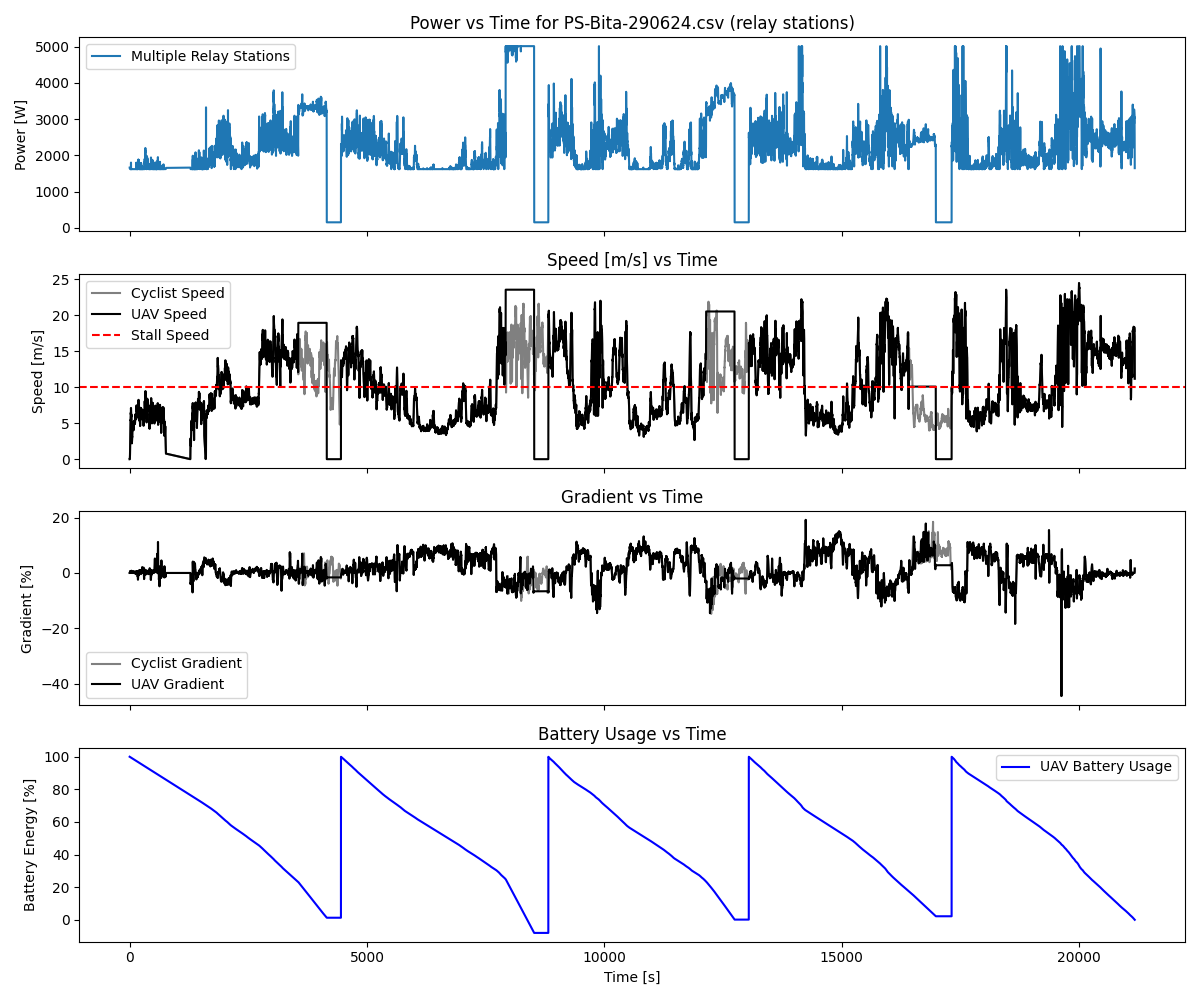 Power vs Time for PS-Bita-290624.csv (relay stations)
Multiple Relay Stations
Power [W]
5000
4000
3000
2000
1000
0
Speed [m/s] vs Time
Cyclist Speed
UAV Speed
Stall Speed
Speed [m/s]
25
20
15
10
5
0
Gradient vs Time
Cyclist Gradient
UAV Gradient
Gradient [%]
20
0
−20
−40
Battery Usage vs Time
UAV Battery Usage
Battery Energy [%]
100
80
60
40
20
0
0 5000 10000 15000 20000
Time [s]